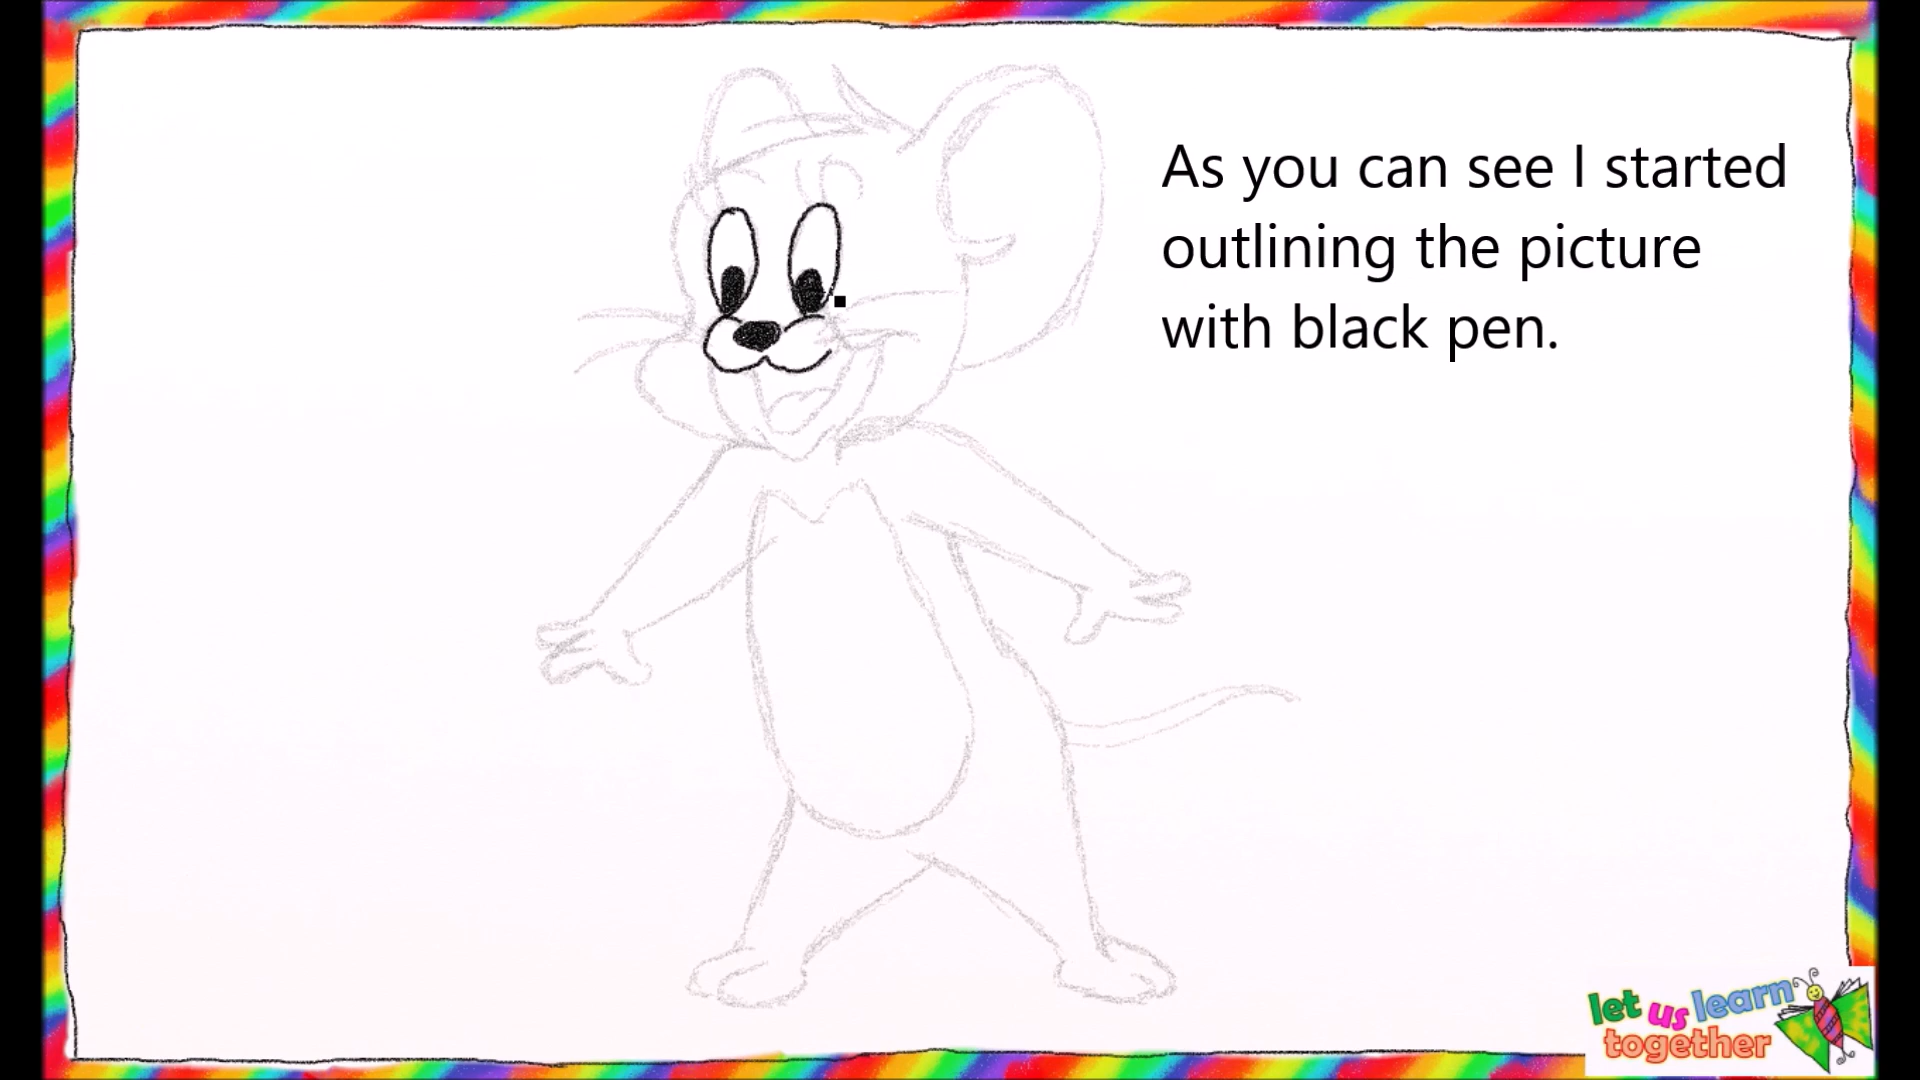 As you can see I started
outlining the picture
with black pen.
let us learn
together